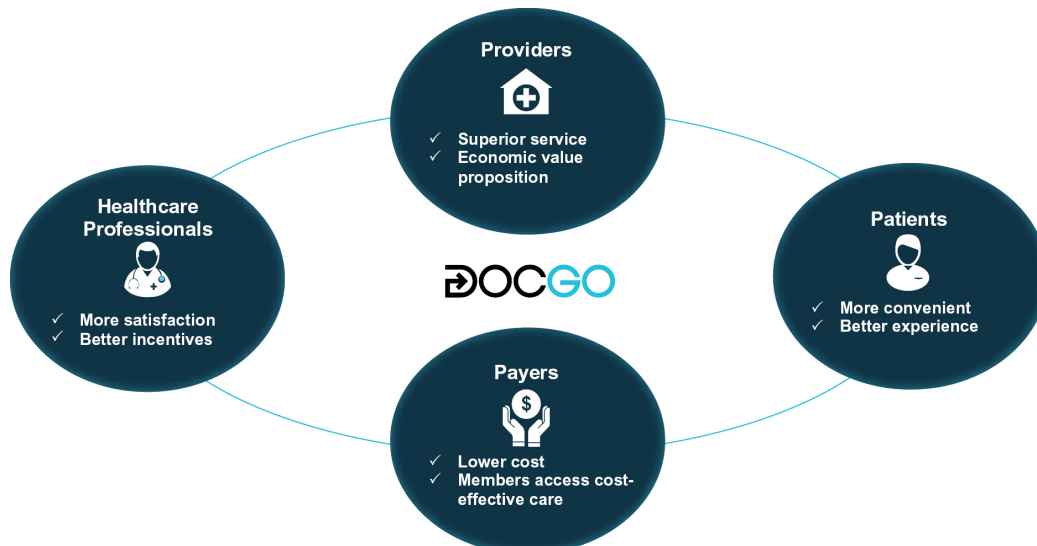 Providers
✓ Superior service
✓ Economic value
proposition
Healthcare
Professionals
✓ More satisfaction
✓ Better incentives
DOCGO
Patients
✓ More convenient
✓ Better experience
Payers
$
✓ Lower cost
✓ Members access cost-
effective care